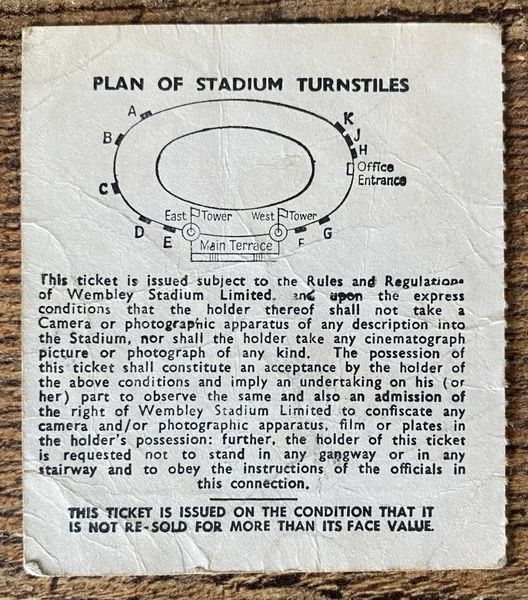 PLAN OF STADIUM TURNSTILES
A
B
C
D
E
East Tower
West Tower
Main Terrace
F
G
K
J
H
Office
Entrance
This ticket is issued subject to the Rules and Regulations
of Wembley Stadium Limited, and upon the express
conditions that the holder thereof shall not take a
Camera or photographic apparatus of any description into
the Stadium, nor shall the holder take any cinematograph
picture or photograph of any kind. The possession of
this ticket shall constitute an acceptance by the holder of
the above conditions and imply an undertaking on his (or
her) part to observe the same and also an admission of
the right of Wembley Stadium Limited to confiscate any
camera and/or photographic apparatus, film or plates in
the holder's possession: further, the holder of this ticket
is requested not to stand in any gangway or in any
stairway and to obey the instructions of the officials in
this connection.
THIS TICKET IS ISSUED ON THE CONDITION THAT IT
IS NOT RE-SOLD FOR MORE THAN ITS FACE VALUE.